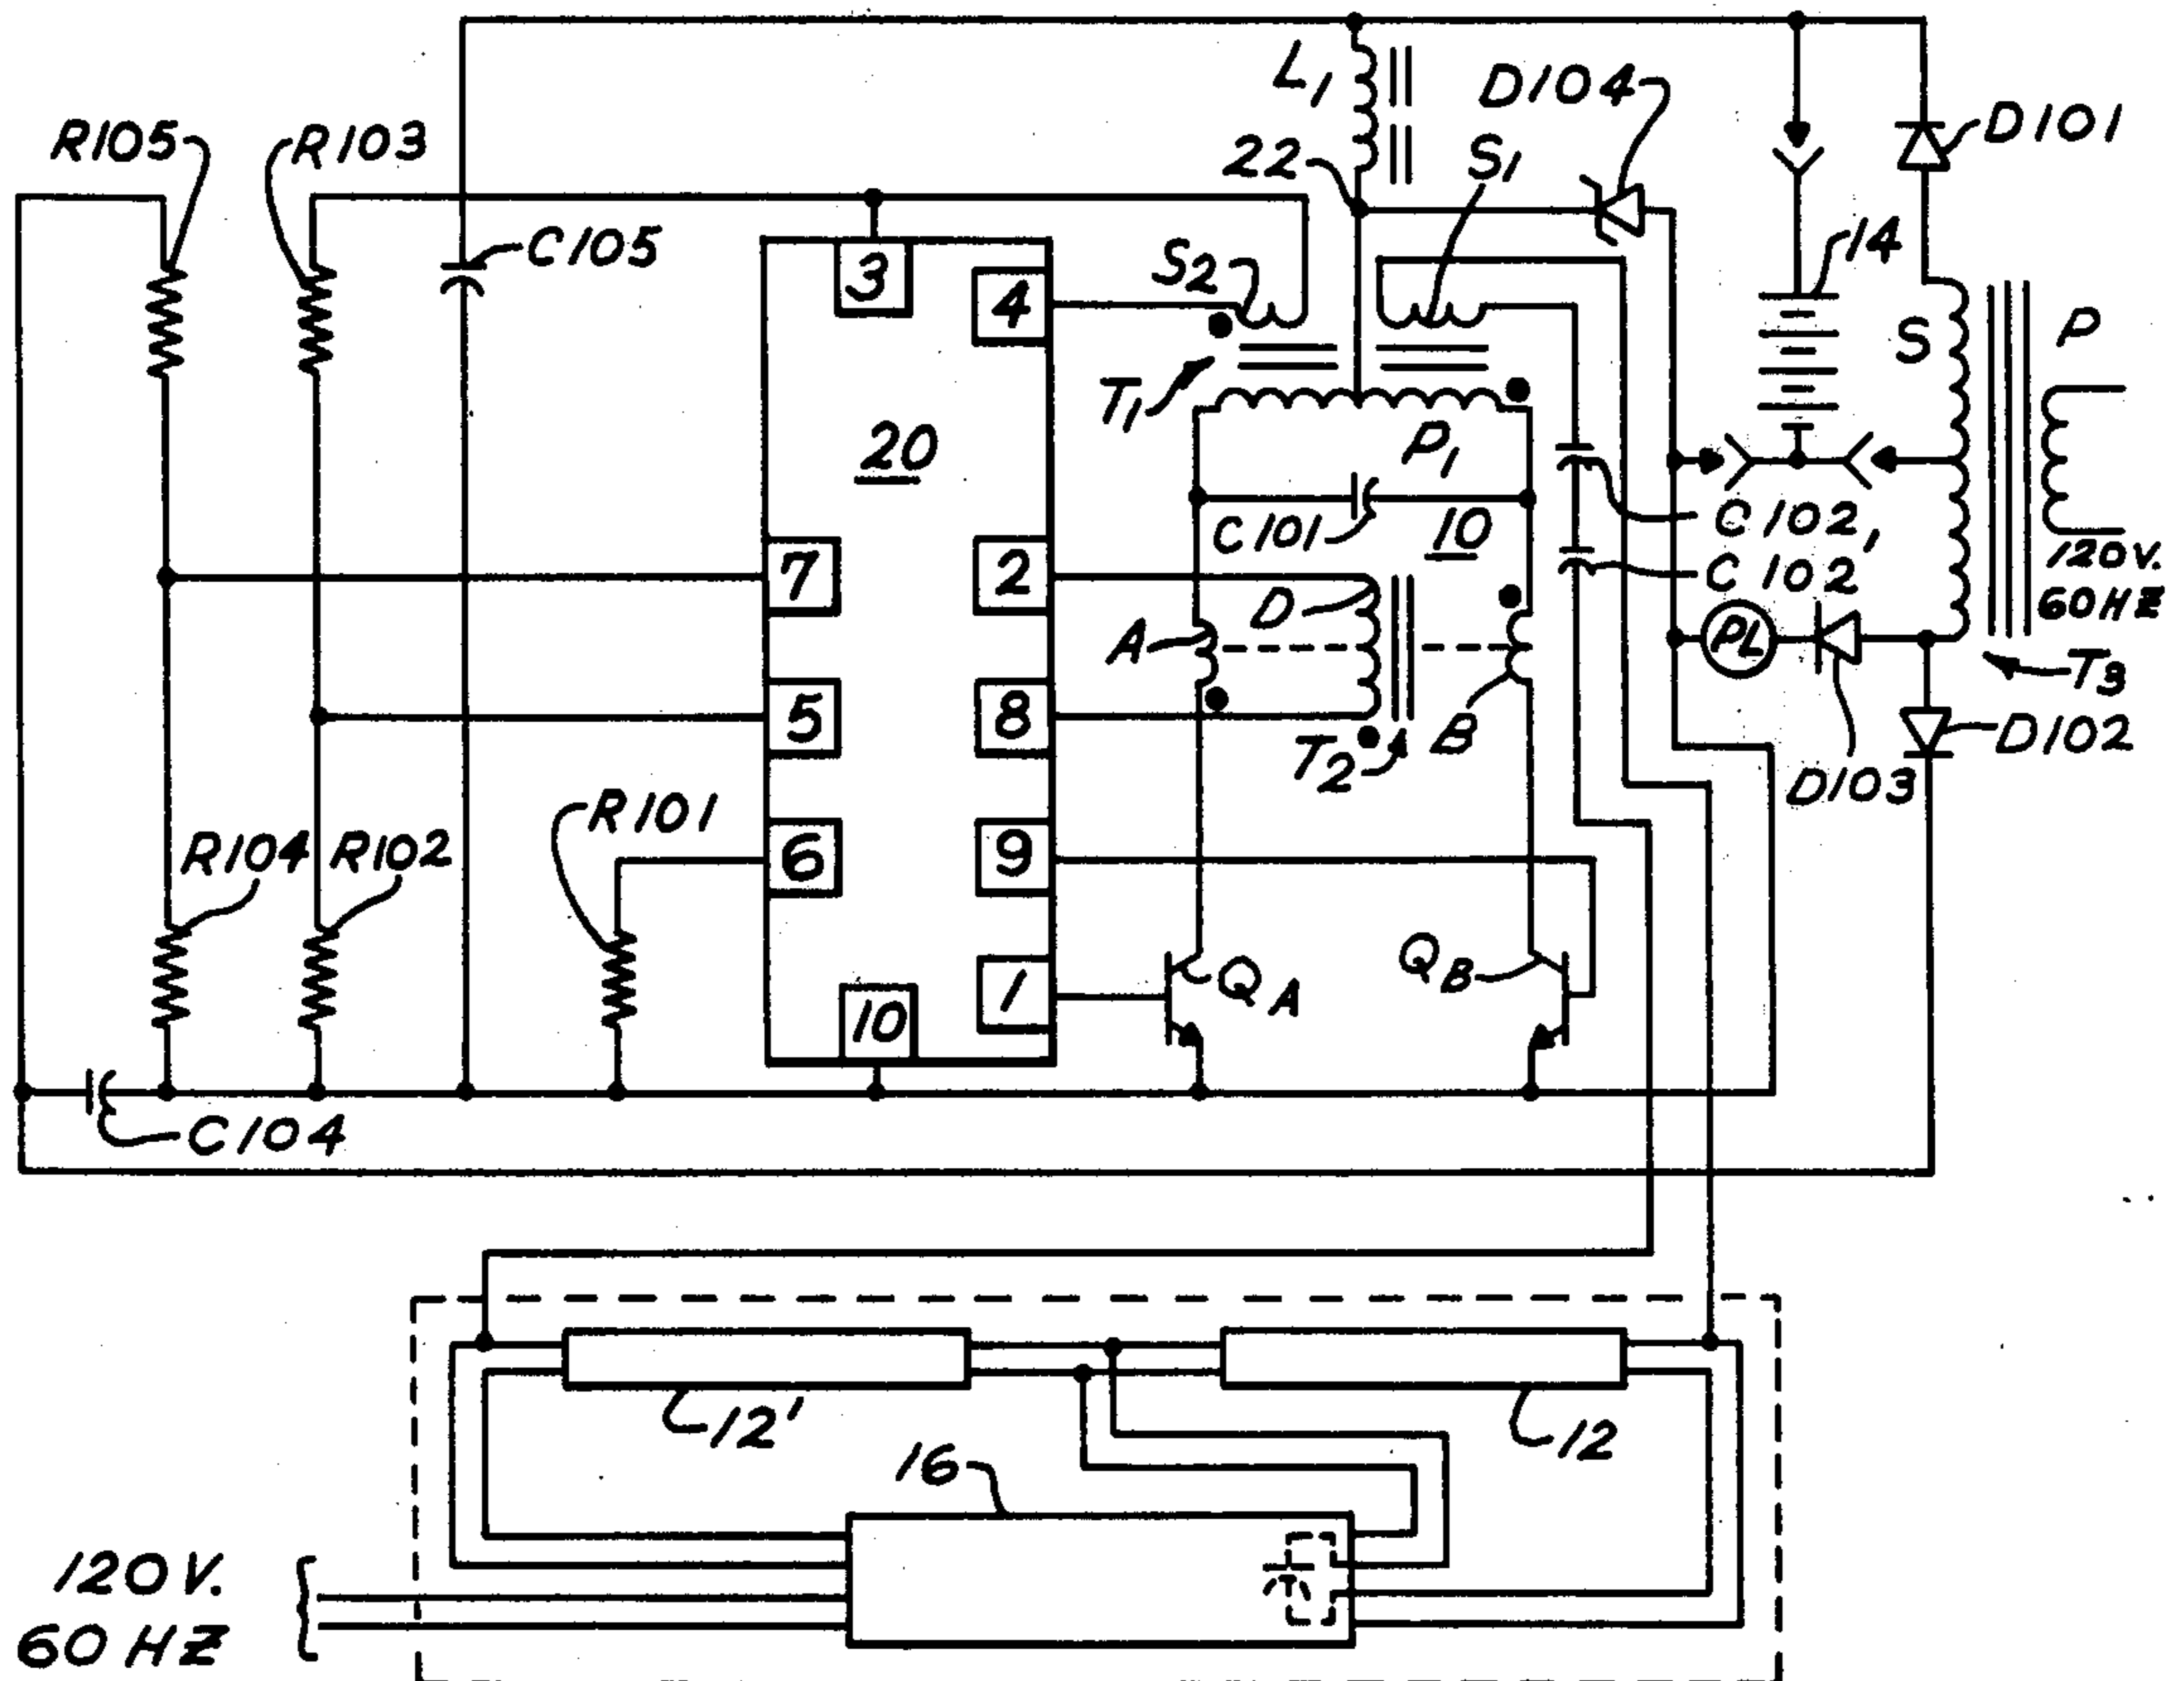 L1
D104
D101
R105
R103
22
S1
C105
3
4
S2
14
S
P
T1
20
P1
C101
10
C102,
C102'
120V.
60HZ
7
2
D
A
PL
5
8
T2
B
T3
D102
D103
R104
R102
R101
6
9
1
QA
QB
10
C104
12'
12
16
120V.
60HZ